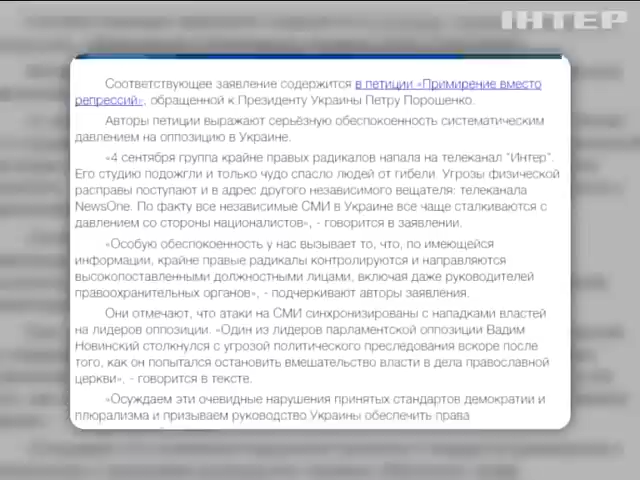 ІНТЕР
Соответствующее заявление содержится в петиции «Примирение вместо
репрессий», обращенной к Президенту Украины Петру Порошенко.
Авторы петиции выражают серьёзную обеспокоенность систематическим
давлением на оппозицию в Украине.
«4 сентября группа крайне правых радикалов напала на телеканал "Интер".
Его студию подожгли и только чудо спасло людей от гибели. Угрозы физической
расправы поступают и в адрес другого независимого вещателя: телеканала
NewsOne. По факту все независимые СМИ в Украине все чаще сталкиваются с
давлением со стороны националистов», - говорится в заявлении.
«Особую обеспокоенность у нас вызывает то, что, по имеющейся
информации, крайне правые радикалы контролируются и направляются
высокопоставленными должностными лицами, включая даже руководителей
правоохранительных органов», - подчеркивают авторы заявления.
Они отмечают, что атаки на СМИ синхронизированы с нападками властей
на лидеров оппозиции. «Один из лидеров парламентской оппозиции Вадим
Новинский столкнулся с угрозой политического преследования вскоре после
того, как он попытался остановить вмешательство власти в дела православной
церкви», - говорится в тексте.
«Осуждаем эти очевидные нарушения принятых стандартов демократии и
плюрализма и призываем руководство Украины обеспечить права